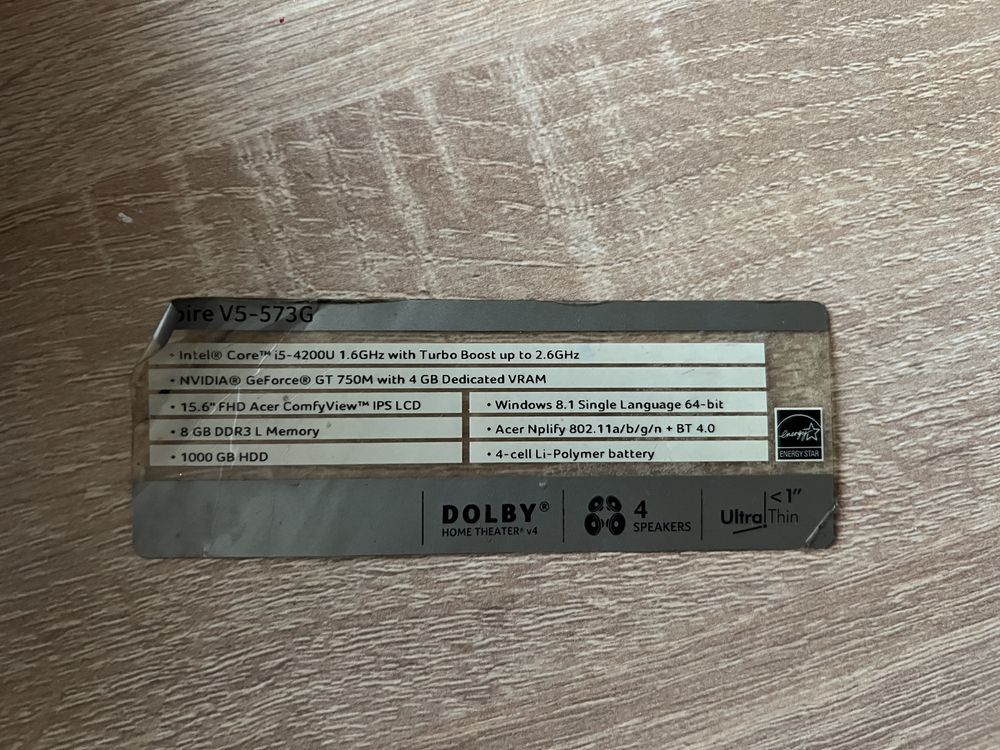 pire V5-573G
• Intel® Core™ i5-4200U 1.6GHz with Turbo Boost up to 2.6GHz
• NVIDIA® GeForce® GT 750M with 4 GB Dedicated VRAM
• 15.6" FHD Acer ComfyView™ IPS LCD
• Windows 8.1 Single Language 64-bit
• 8 GB DDR3 L Memory
• Acer Nplify 802.11a/b/g/n + BT 4.0
• 1000 GB HDD
• 4-cell Li-Polymer battery
energy
ENERGY STAR
DOLBY®
HOME THEATER® v4
4
SPEAKERS
Ultra Thin
< 1"